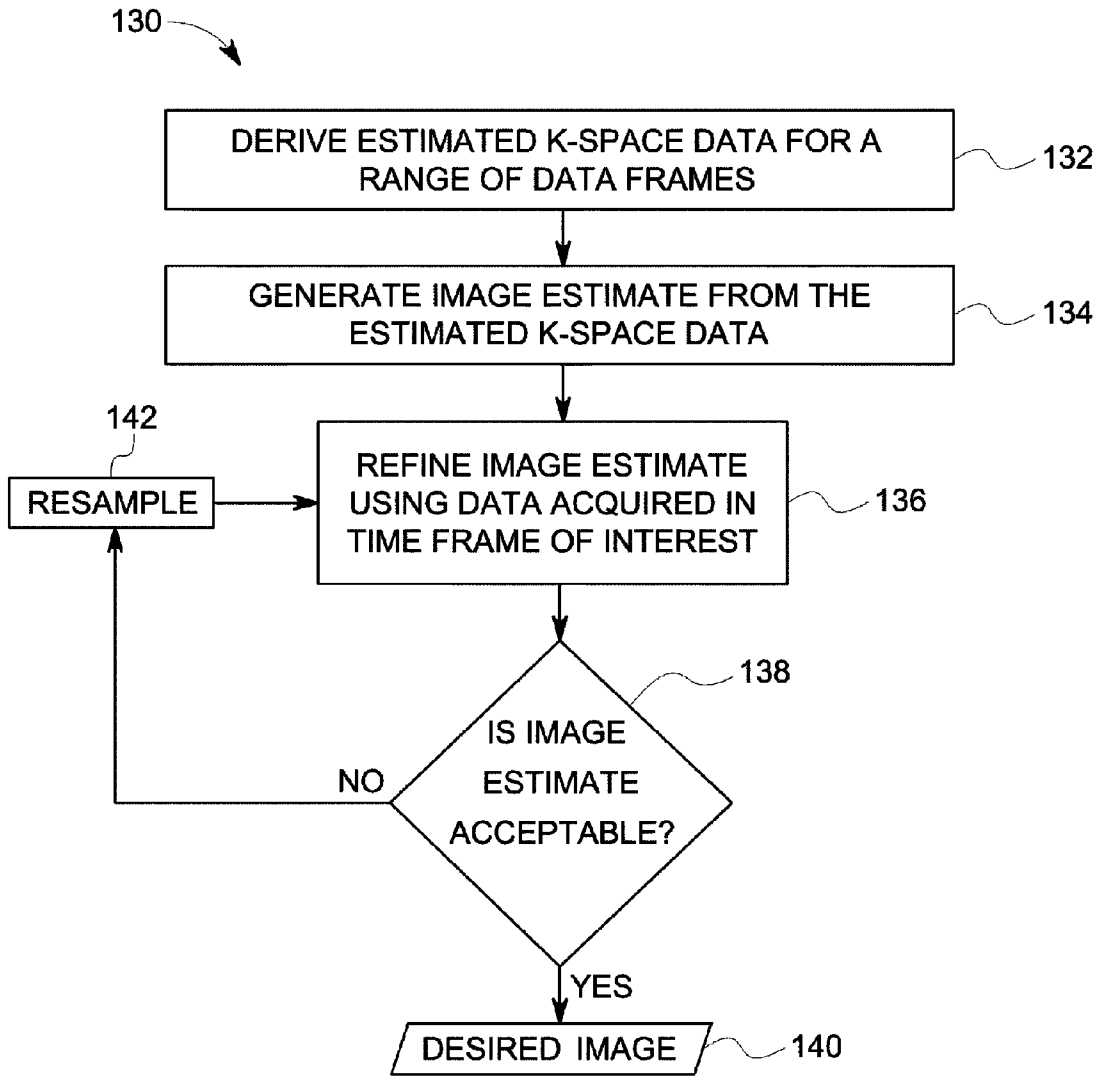 130
DERIVE ESTIMATED K-SPACE DATA FOR A
RANGE OF DATA FRAMES
132
GENERATE IMAGE ESTIMATE FROM THE
ESTIMATED K-SPACE DATA
134
142
RESAMPLE
REFINE IMAGE ESTIMATE
USING DATA ACQUIRED IN
TIME FRAME OF INTEREST
136
138
IS IMAGE
ESTIMATE
ACCEPTABLE?
NO
YES
DESIRED IMAGE
140